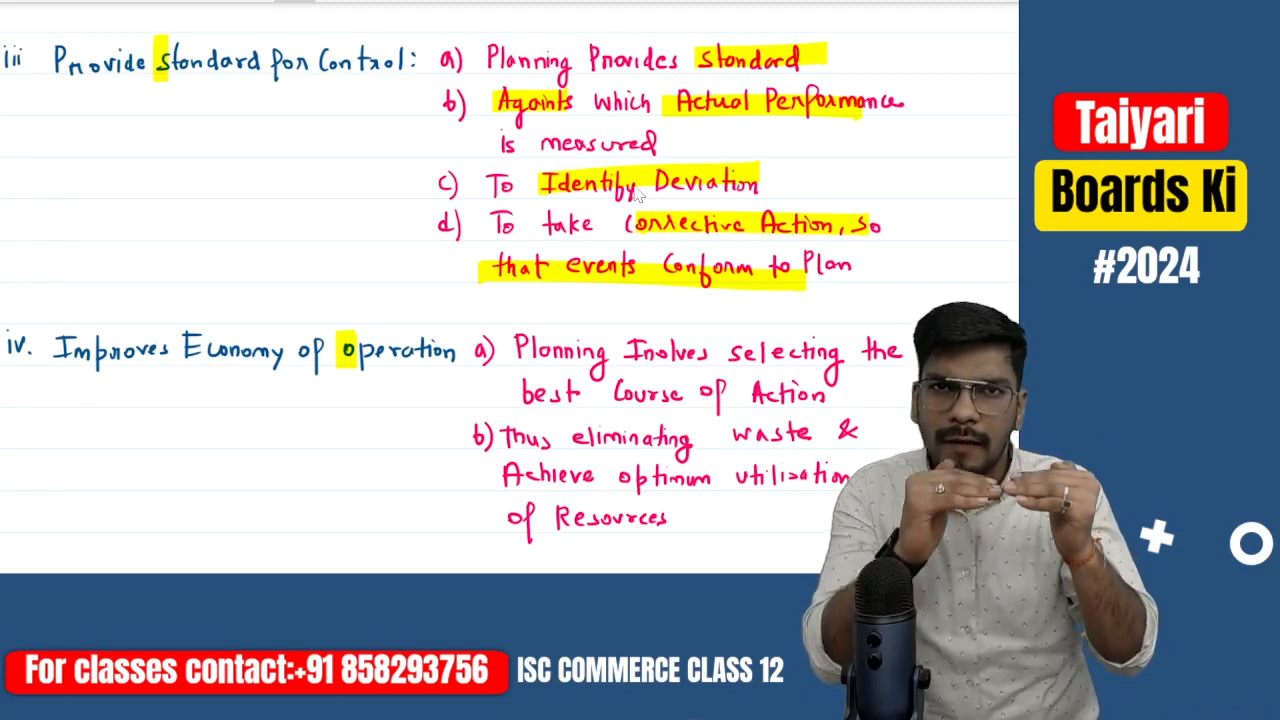 iii Provide standard for Control: a) Planning Provides standard
b) Againts which Actual Performance
is measured
c) To Identify Deviation
d) To take Corrective Action, so
that events Conform to Plan
iv. Improves Economy of operation a) Planning Inolves selecting the
best Course of Action
b) Thus eliminating waste &
Achieve optimum utilisation
of Resources
Taiyari
Boards Ki
#2024
For classes contact:+91 858293756
ISC COMMERCE CLASS 12